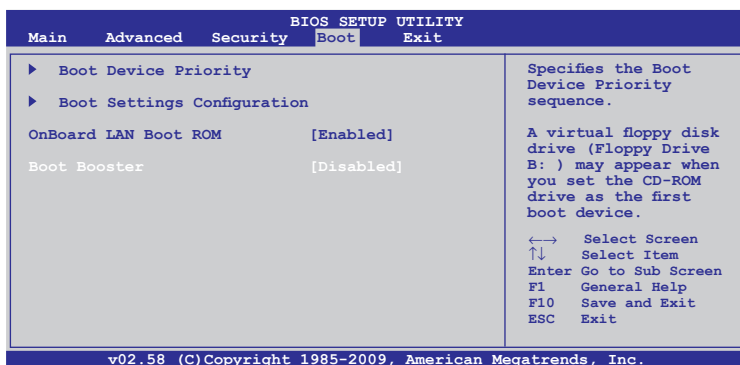 BIOS SETUP UTILITY
Main Advanced Security Boot Exit
Boot Device Priority
Boot Settings Configuration
OnBoard LAN Boot ROM [Enabled]
Boot Booster [Disabled]
Specifies the Boot
Device Priority
sequence.
A virtual floppy disk
drive (Floppy Drive
B: ) may appear when
you set the CD-ROM
drive as the first
boot device.
←→ Select Screen
↑↓ Select Item
Enter Go to Sub Screen
F1 General Help
F10 Save and Exit
ESC Exit
v02.58 (C)Copyright 1985-2009, American Megatrends, Inc.